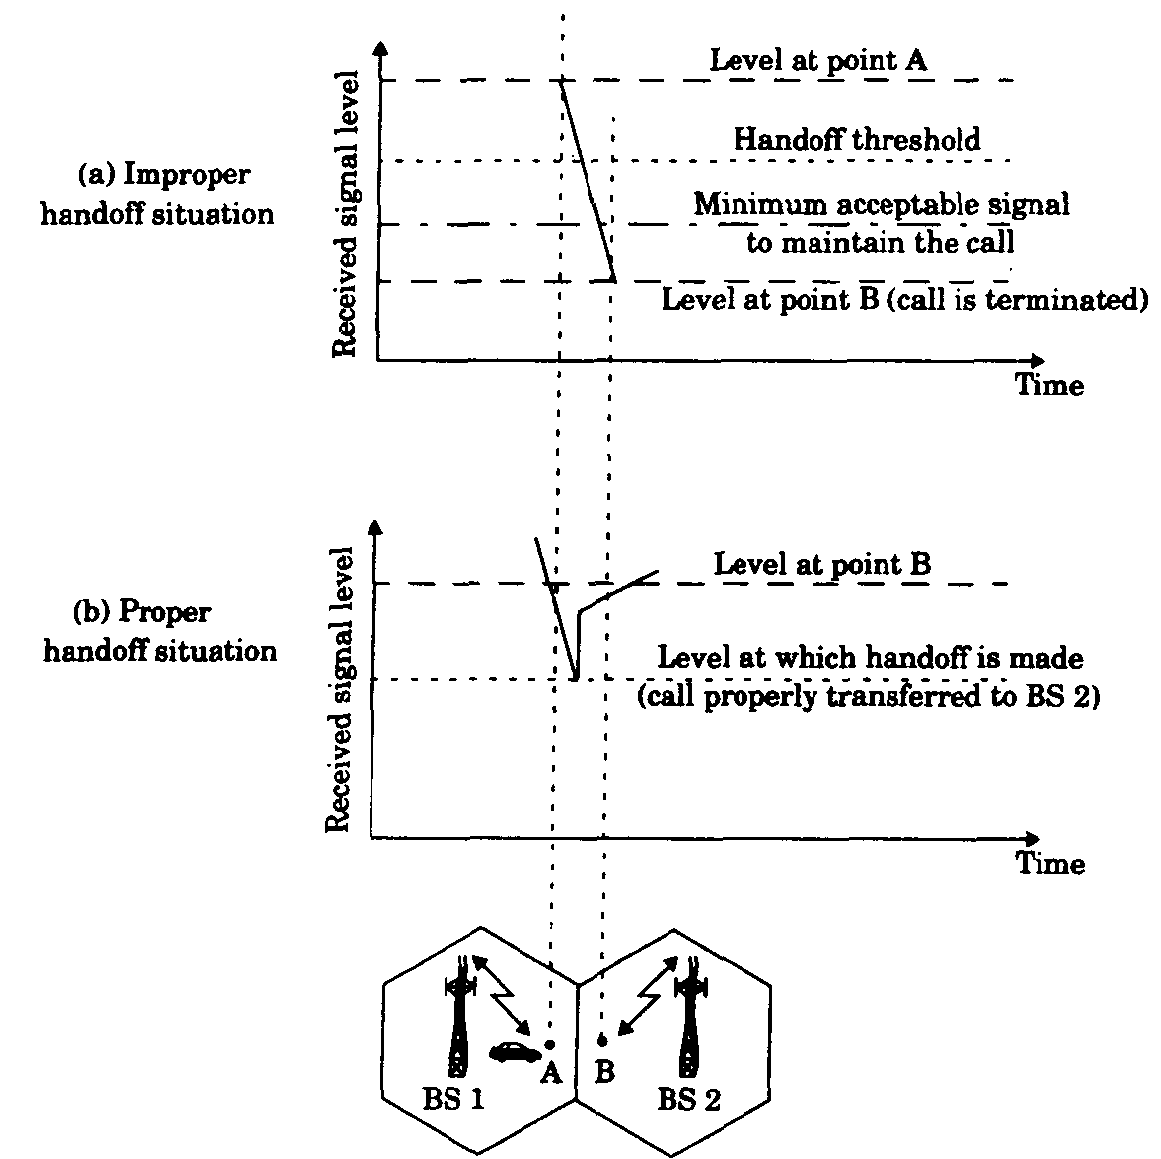 Level at point A
Handoff threshold
(a) Improper
handoff situation
Minimum acceptable signal
to maintain the call
Level at point B (call is terminated)
Received signal level
Time
Level at point B
(b) Proper
handoff situation
Level at which handoff is made
(call properly transferred to BS 2)
Received signal level
Time
A
B
BS 1
BS 2